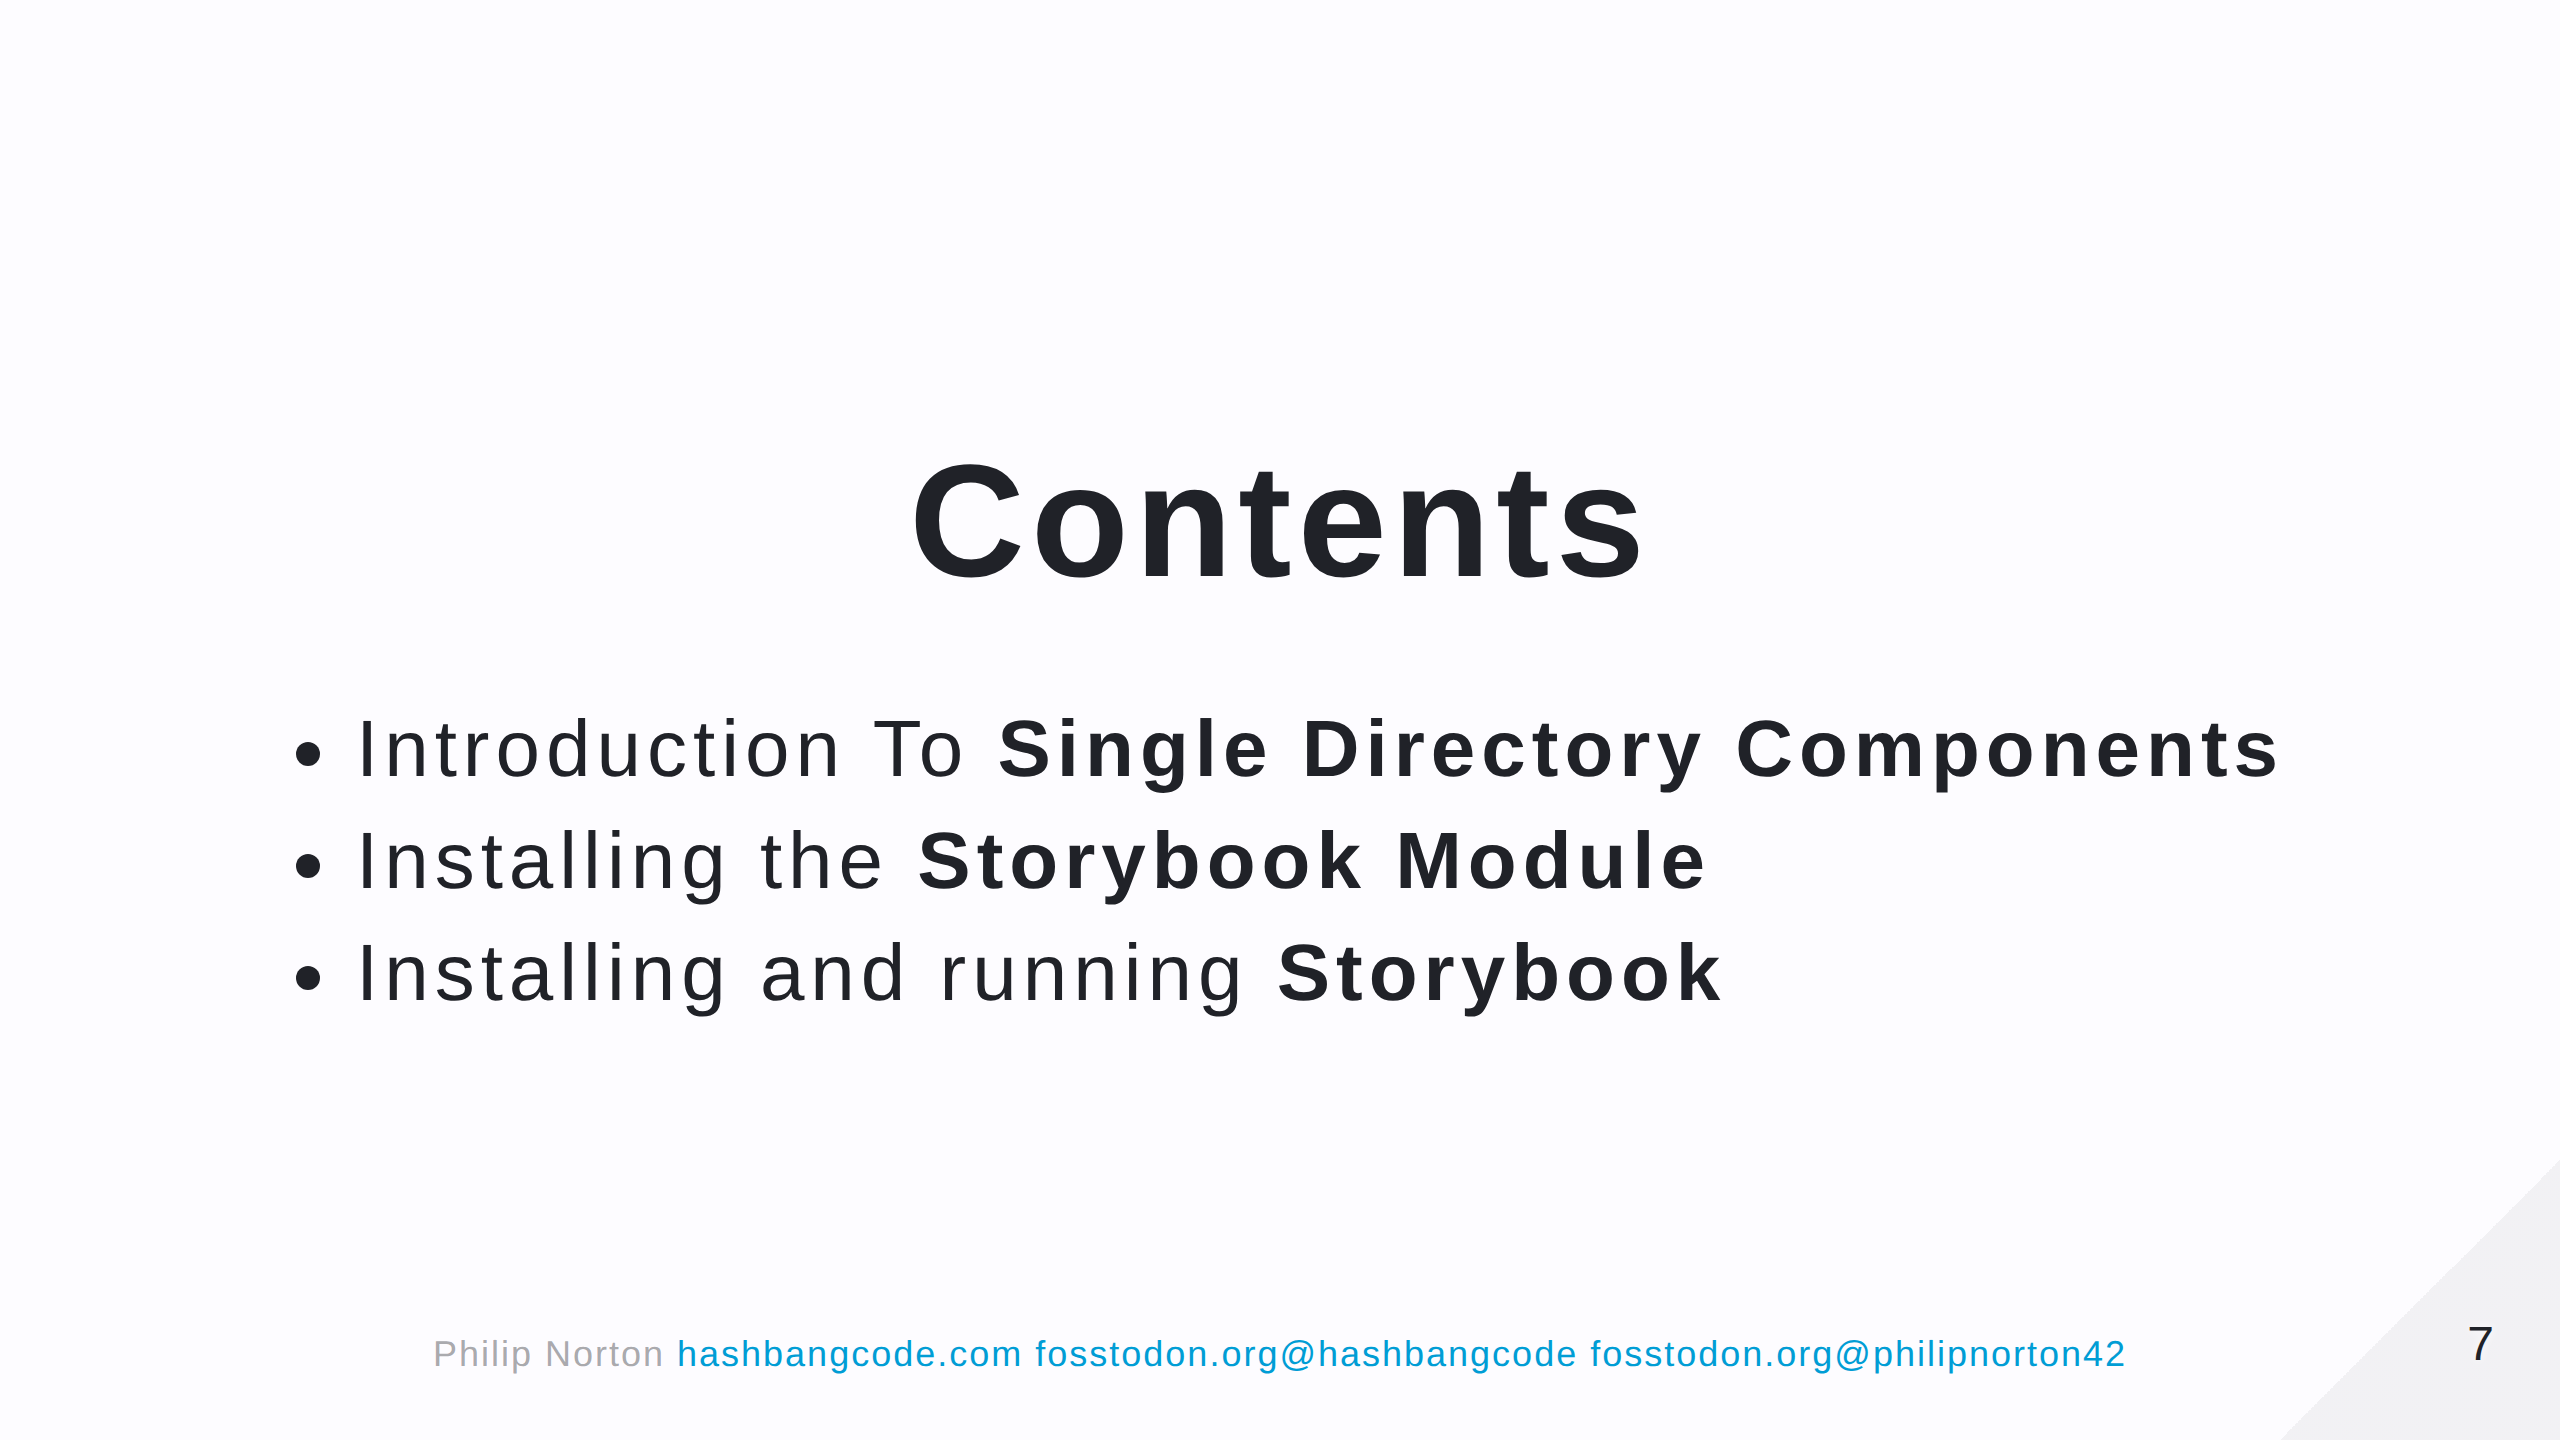 Contents
• Introduction To Single Directory Components
• Installing the Storybook Module
• Installing and running Storybook
Philip Norton hashbangcode.com fosstodon.org@hashbangcode fosstodon.org@philipnorton42
7